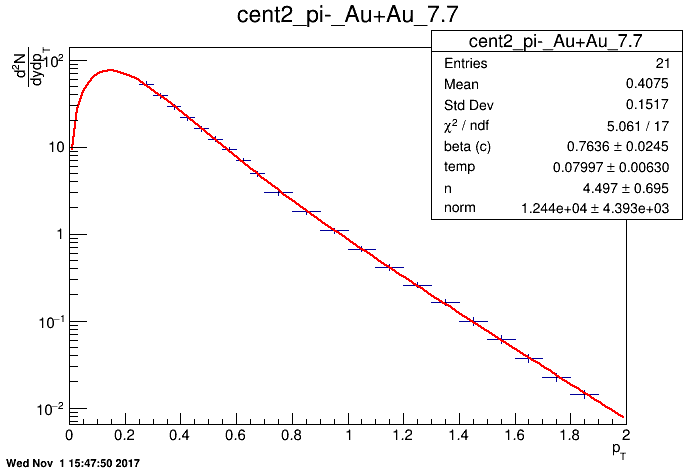 cent2_pi-_Au+Au_7.7
cent2_pi-_Au+Au_7.7
Entries 21
Mean 0.4075
Std Dev 0.1517
χ² / ndf 5.061 / 17
beta (c) 0.7636 ± 0.0245
temp 0.07997 ± 0.00630
n 4.497 ± 0.695
norm 1.244e+04 ± 4.393e+03
d²N
dydp_T
10²
10
1
10⁻¹
10⁻²
0 0.2 0.4 0.6 0.8 1 1.2 1.4 1.6 1.8 2
p_T
Wed Nov 1 15:47:50 2017